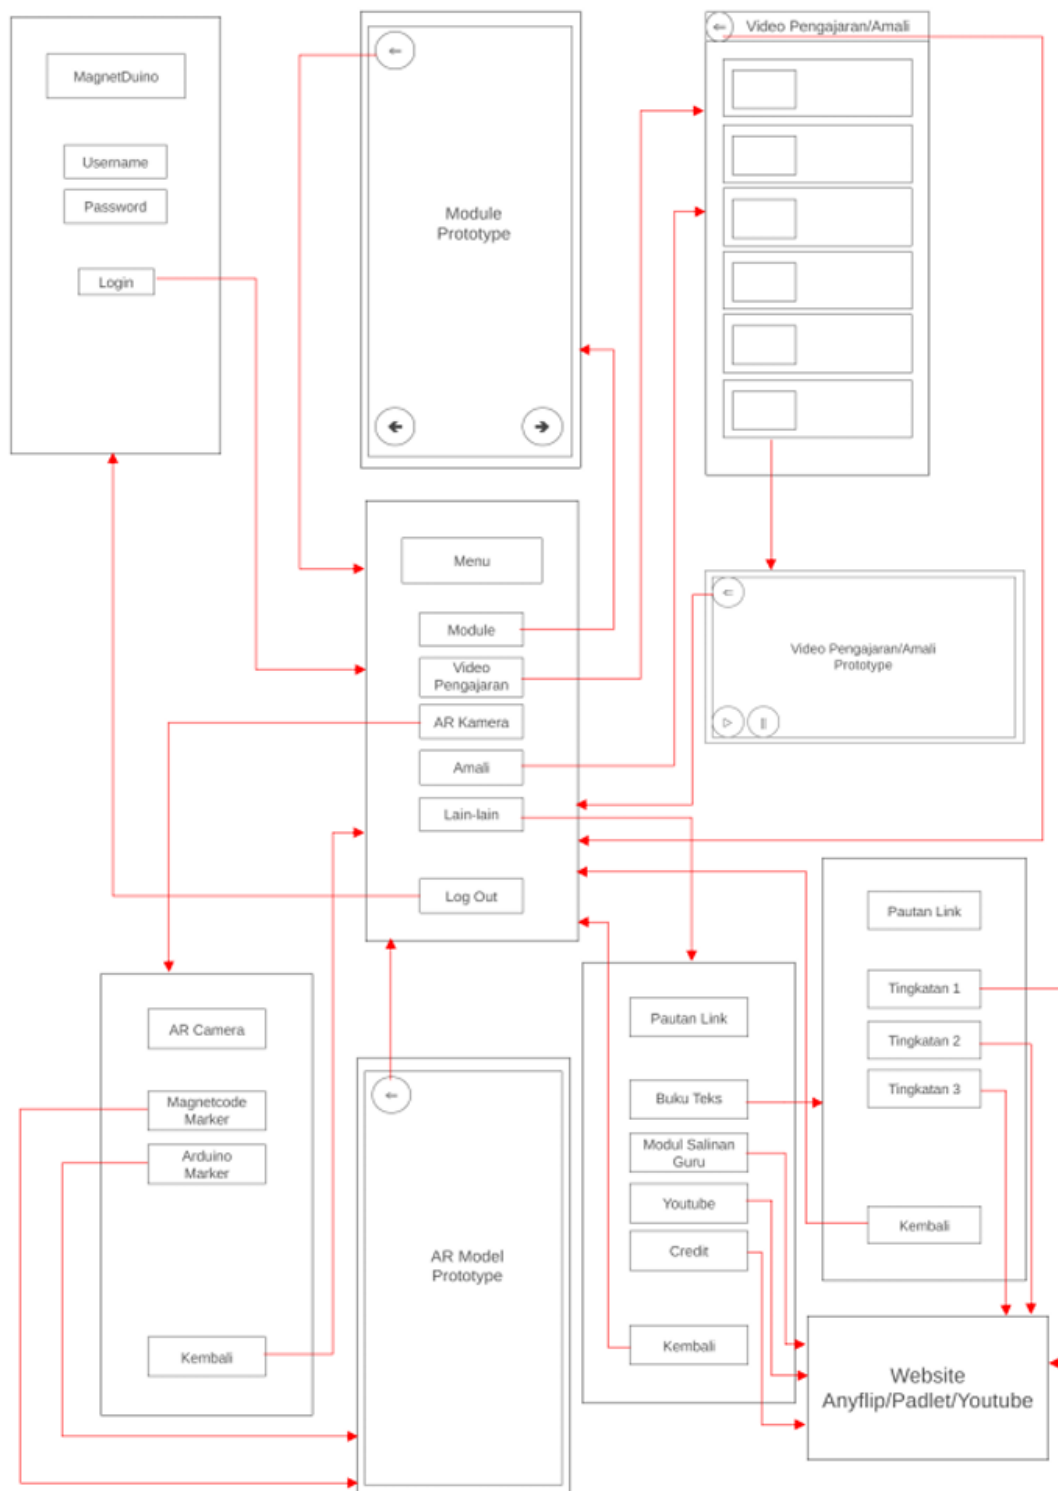 MagnetDuino
Username
Password
Login
Module
Prototype
Video Pengajaran/Amali
Menu
Module
Video
Pengajaran
AR Kamera
Amali
Lain-lain
Log Out
Video Pengajaran/Amali
Prototype
AR Camera
Magnetcode
Marker
Arduino
Marker
Kembali
AR Model
Prototype
Pautan Link
Buku Teks
Modul Salinan
Guru
Youtube
Credit
Kembali
Pautan Link
Tingkatan 1
Tingkatan 2
Tingkatan 3
Kembali
Website
Anyflip/Padlet/Youtube